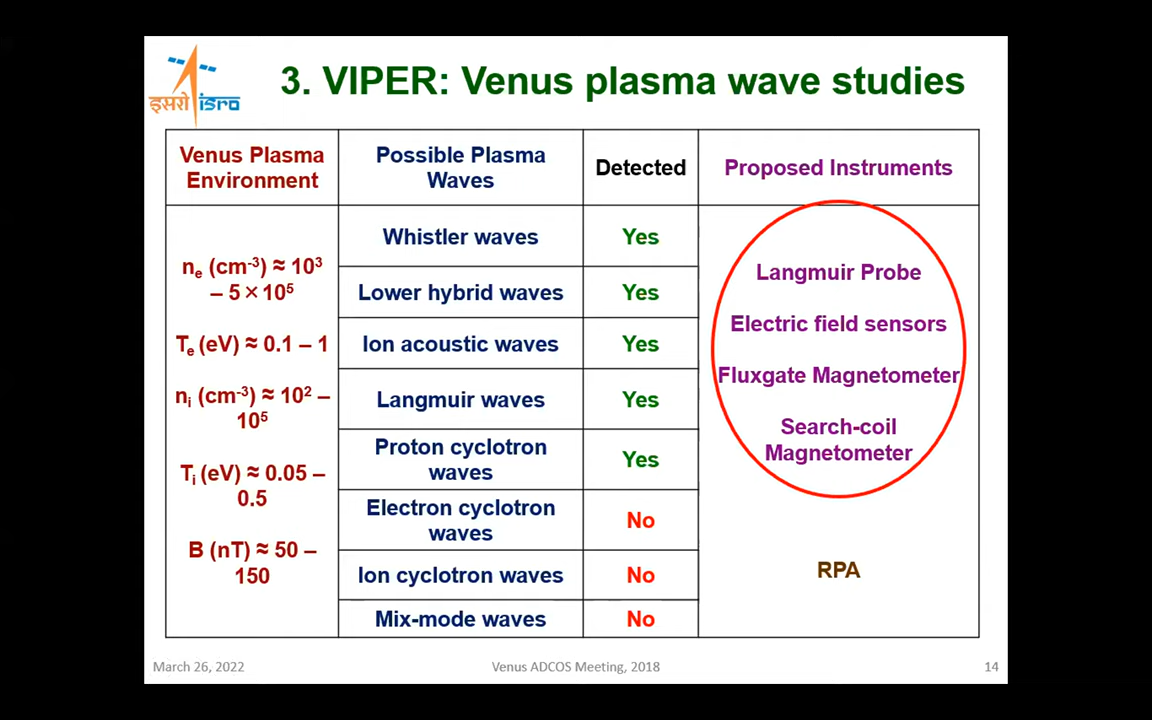 इसरो isro
3. VIPER: Venus plasma wave studies
Venus Plasma
Environment
Possible Plasma
Waves
Detected
Proposed Instruments
nₑ (cm⁻³) ≈ 10³
– 5×10⁵
Tₑ (eV) ≈ 0.1 – 1
nᵢ (cm⁻³) ≈ 10² –
10⁵
Tᵢ (eV) ≈ 0.05 –
0.5
B (nT) ≈ 50 –
150
Whistler waves
Yes
Lower hybrid waves
Yes
Ion acoustic waves
Yes
Langmuir waves
Yes
Proton cyclotron
waves
Yes
Electron cyclotron
waves
No
Ion cyclotron waves
No
Mix-mode waves
No
Langmuir Probe
Electric field sensors
Fluxgate Magnetometer
Search-coil
Magnetometer
RPA
March 26, 2022
Venus ADCOS Meeting, 2018
14